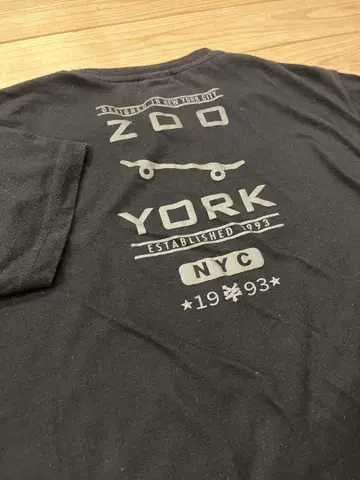 DESIGNED IN NEW YORK CITY
ZOO
YORK
ESTABLISHED 1993
NYC
★19 93★